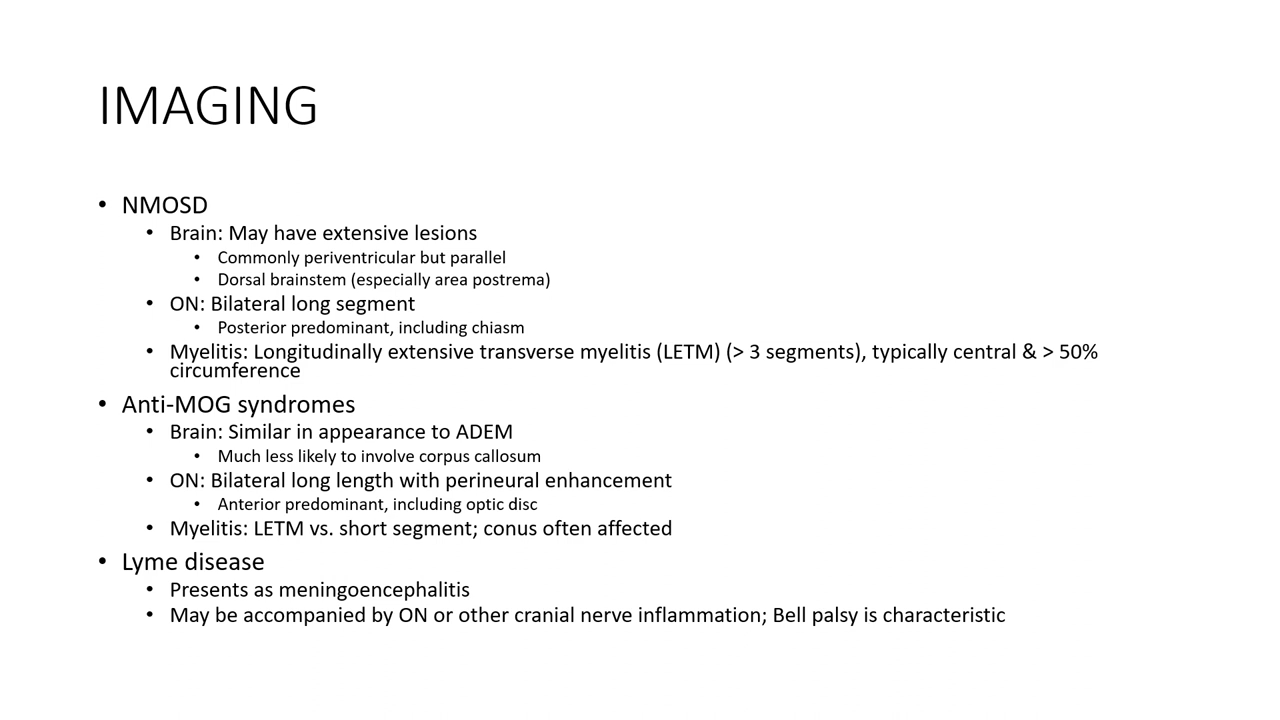 IMAGING
• NMOSD
• Brain: May have extensive lesions
• Commonly periventricular but parallel
• Dorsal brainstem (especially area postrema)
• ON: Bilateral long segment
• Posterior predominant, including chiasm
• Myelitis: Longitudinally extensive transverse myelitis (LETM) (> 3 segments), typically central & > 50%
circumference
• Anti-MOG syndromes
• Brain: Similar in appearance to ADEM
• Much less likely to involve corpus callosum
• ON: Bilateral long length with perineural enhancement
• Anterior predominant, including optic disc
• Myelitis: LETM vs. short segment; conus often affected
• Lyme disease
• Presents as meningoencephalitis
• May be accompanied by ON or other cranial nerve inflammation; Bell palsy is characteristic